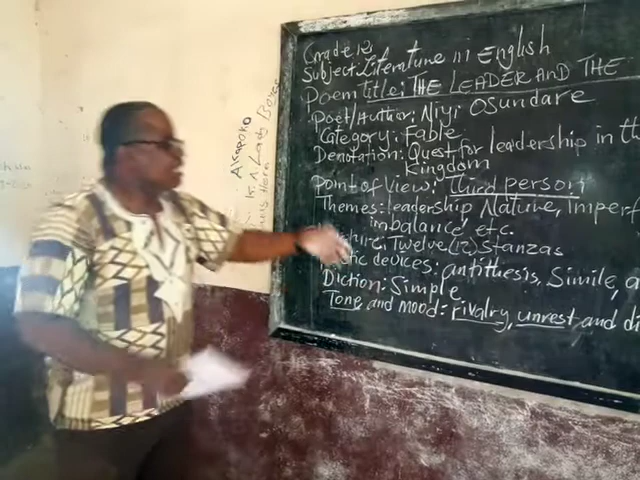 Grade 12
Subject: Literature in English
Poem title: THE LEADER AND THE
Poet/Author: Niyi Osundare
Category: Fable
Denotation: Quest for leadership in th
Kingdom
Point of View: Third person
Themes: leadership, Nature, imperf
imbalance, etc.
Twelve (12) stanzas
devices: antithesis, Simile, a
Diction: Simple
Tone and mood: rivalry, unrest and di
AKAPOKO